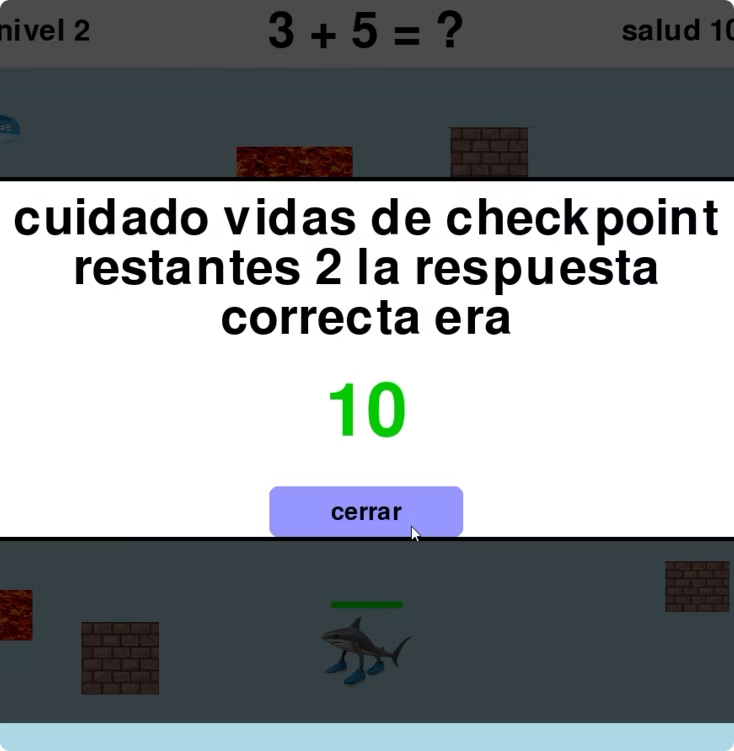 nivel 2
3 + 5 = ?
salud 10
cuidado vidas de checkpoint
restantes 2 la respuesta
correcta era
10
cerrar